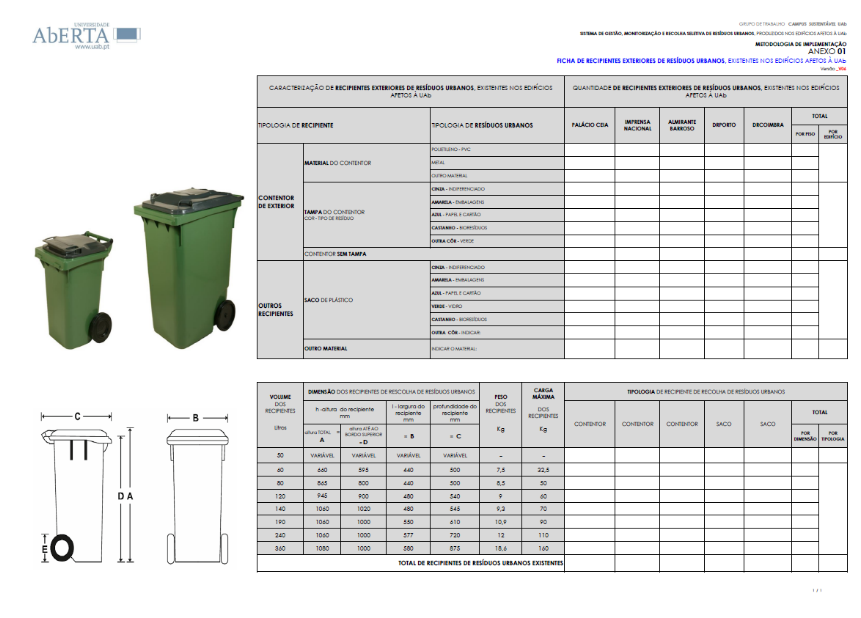 UNIVERSIDADE
AbERTA
www.uab.pt
GRUPO DE TRABALHO CAMPUS SUSTENTÁVEL UAb
SISTEMA DE GESTÃO, MONITORIZAÇÃO E RECOLHA SELETIVA DE RESÍDUOS URBANOS, PRODUZIDOS NOS EDIFÍCIOS AFETOS À UAb
METODOLOGIA DE IMPLEMENTAÇÃO
ANEXO 01
FICHA DE RECIPIENTES EXTERIORES DE RESÍDUOS URBANOS, EXISTENTES NOS EDIFÍCIOS AFETOS À UAb
CARACTERIZAÇÃO DE RECIPIENTES EXTERIORES DE RESÍDUOS URBANOS, EXISTENTES NOS EDIFÍCIOS
AFETOS À UAb
QUANTIDADE DE RECIPIENTES EXTERIORES DE RESÍDUOS URBANOS, EXISTENTES NOS EDIFÍCIOS
AFETOS À UAb
TIPOLOGIA DE RECIPIENTE
TIPOLOGIA DE RESÍDUOS URBANOS
PALÁCIO CEIA
IMPRENSA
NACIONAL
ALMIRANTE
BARROSO
DRPORTO
DRCOIMBRA
TOTAL
POR PISO
POR
EDIFÍCIO
CONTENTOR
DE EXTERIOR
MATERIAL DO CONTENTOR
POLIETILENO - PVC
METAL
OUTRO MATERIAL
TAMPA DO CONTENTOR
COR - TIPO DE RESÍDUO
CINZA - INDIFERENCIADO
AMARELA - EMBALAGENS
AZUL - PAPEL E CARTÃO
CASTANHO - BIORESÍDUOS
OUTRA CÔR - VERDE
CONTENTOR SEM TAMPA
OUTROS
RECIPIENTES
SACO DE PLÁSTICO
CINZA - INDIFERENCIADO
AMARELA - EMBALAGENS
AZUL - PAPEL E CARTÃO
VERDE - VIDRO
CASTANHO - BIORESÍDUOS
OUTRA CÔR - INDICAR:
OUTRO MATERIAL
INDICAR O MATERIAL:
C
B
D A
E
VOLUME
DOS
RECIPIENTES
Litros
DIMENSÃO DOS RECIPIENTES DE RESCOLHA DE RESÍDUOS URBANOS
h -altura do recipiente
mm
l - largura do
recipiente
mm
profundidade do
recipiente
mm
altura TOTAL =
A
altura ATÉ AO
BORDO SUPERIOR
= D
= B
= C
PESO
DOS
RECIPIENTES
Kg
CARGA
MÁXIMA
DOS
RECIPIENTES
Kg
TIPOLOGIA DE RECIPIENTE DE RECOLHA DE RESÍDUOS URBANOS
CONTENTOR
CONTENTOR
CONTENTOR
SACO
SACO
TOTAL
POR
DIMENSÃO
POR
TIPOLOGIA
50 VARIÁVEL VARIÁVEL VARIÁVEL VARIÁVEL - -
60 660 595 440 500 7,5 22,5
80 865 800 440 500 8,5 50
120 945 900 480 540 9 60
140 1060 1020 480 545 9,2 70
190 1060 1000 550 610 10,9 90
240 1060 1000 577 720 12 110
360 1080 1000 580 875 18,6 160
TOTAL DE RECIPIENTES DE RESÍDUOS URBANOS EXISTENTES
1 / 1